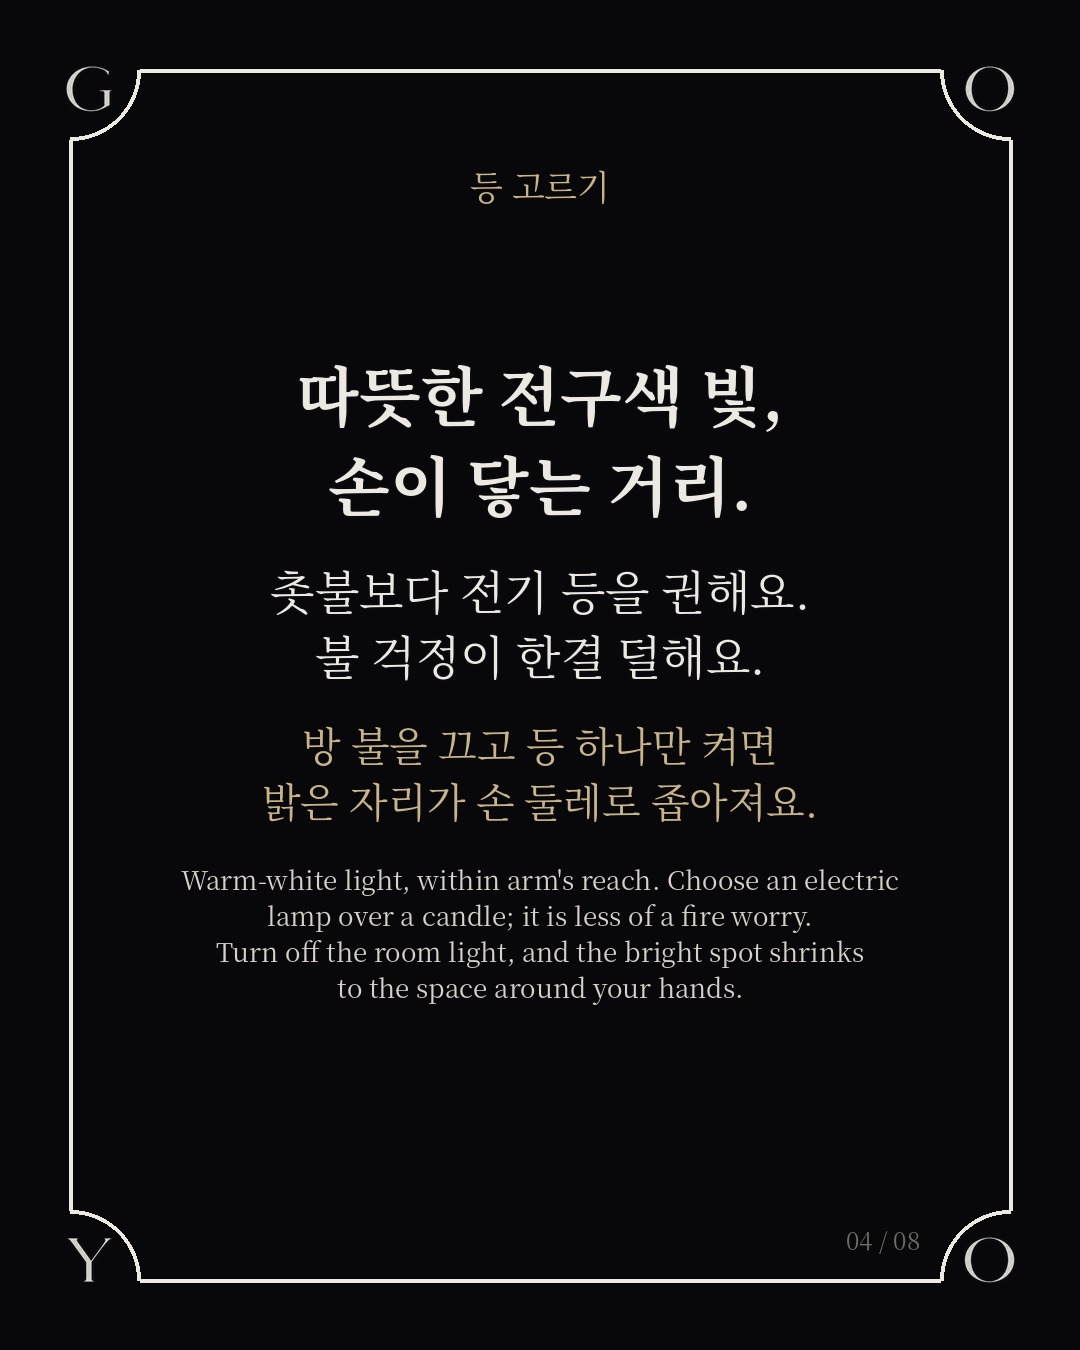 G O
등 고르기
따뜻한 전구색 빛,
손이 닿는 거리.
촛불보다 전기 등을 권해요.
불 걱정이 한결 덜해요.
방 불을 끄고 등 하나만 켜면
밝은 자리가 손 둘레로 좁아져요.
Warm-white light, within arm's reach. Choose an electric
lamp over a candle; it is less of a fire worry.
Turn off the room light, and the bright spot shrinks
to the space around your hands.
04 / 08
Y O